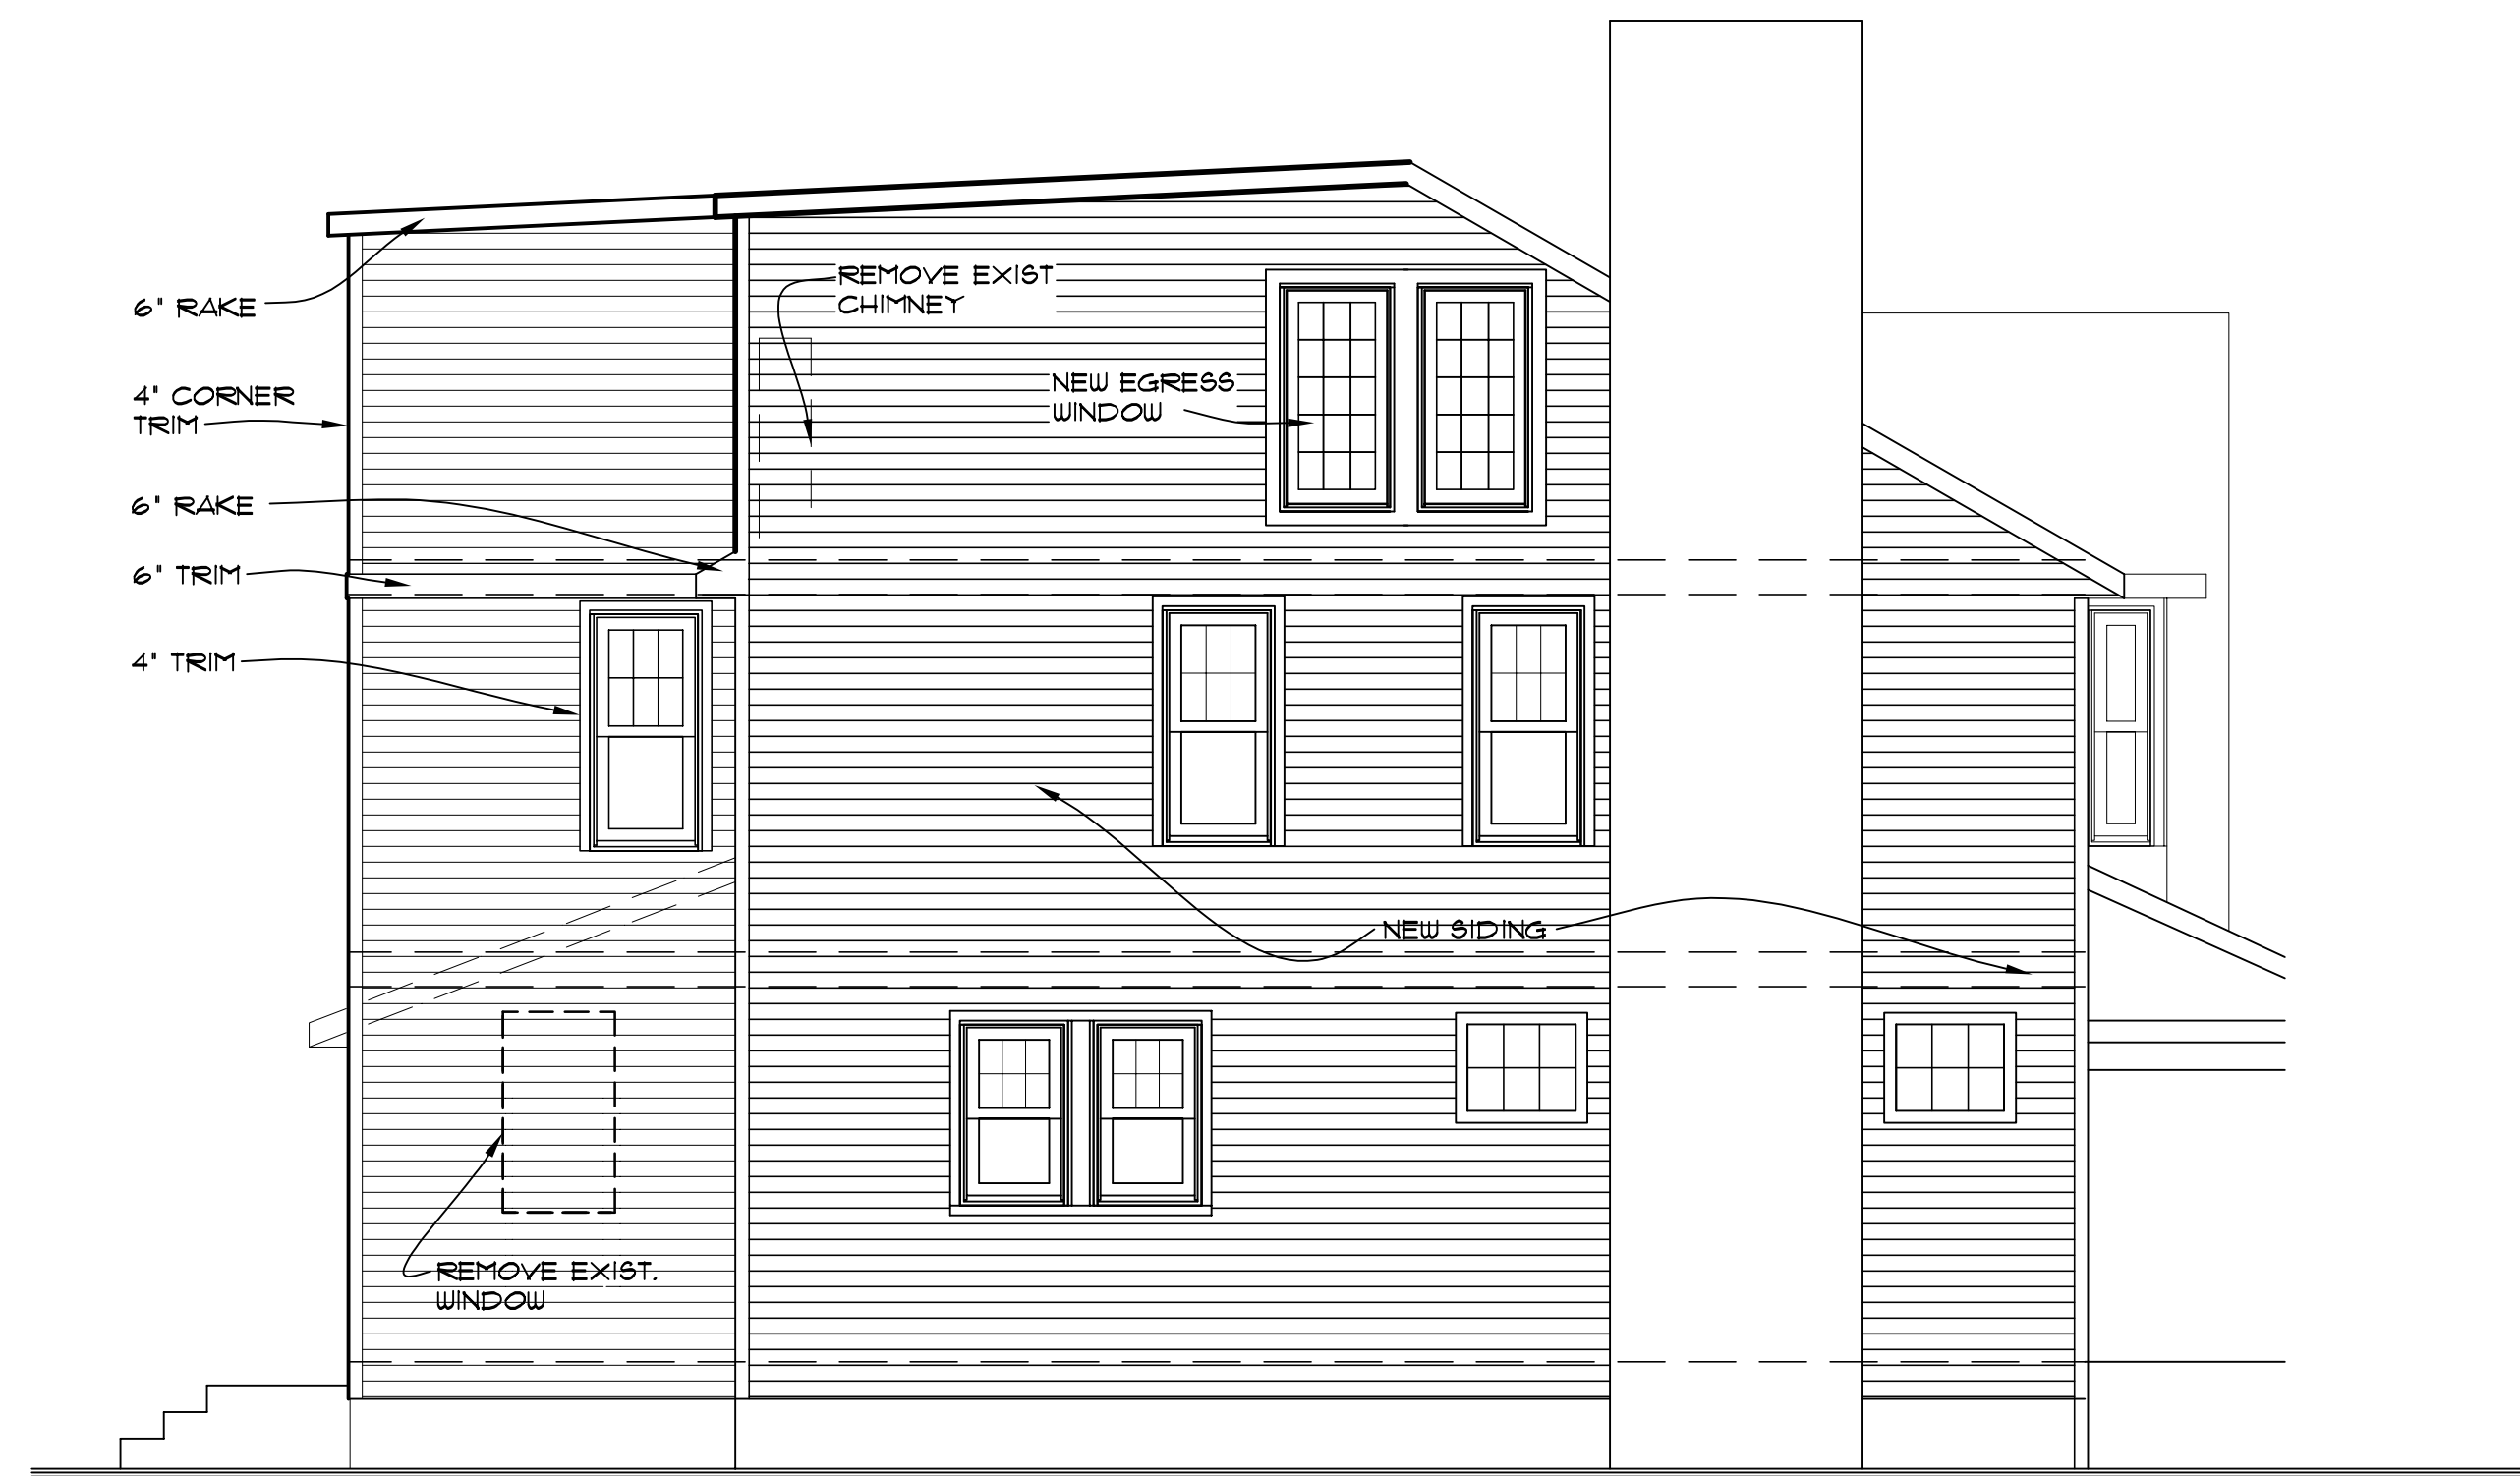 REMOVE EXIST
CHIMNEY
6" RAKE
NEW EGRESS
WINDOW
4" CORNER
TRIM
6" RAKE
6" TRIM
4" TRIM
NEW SIDING
REMOVE EXIST.
WINDOW